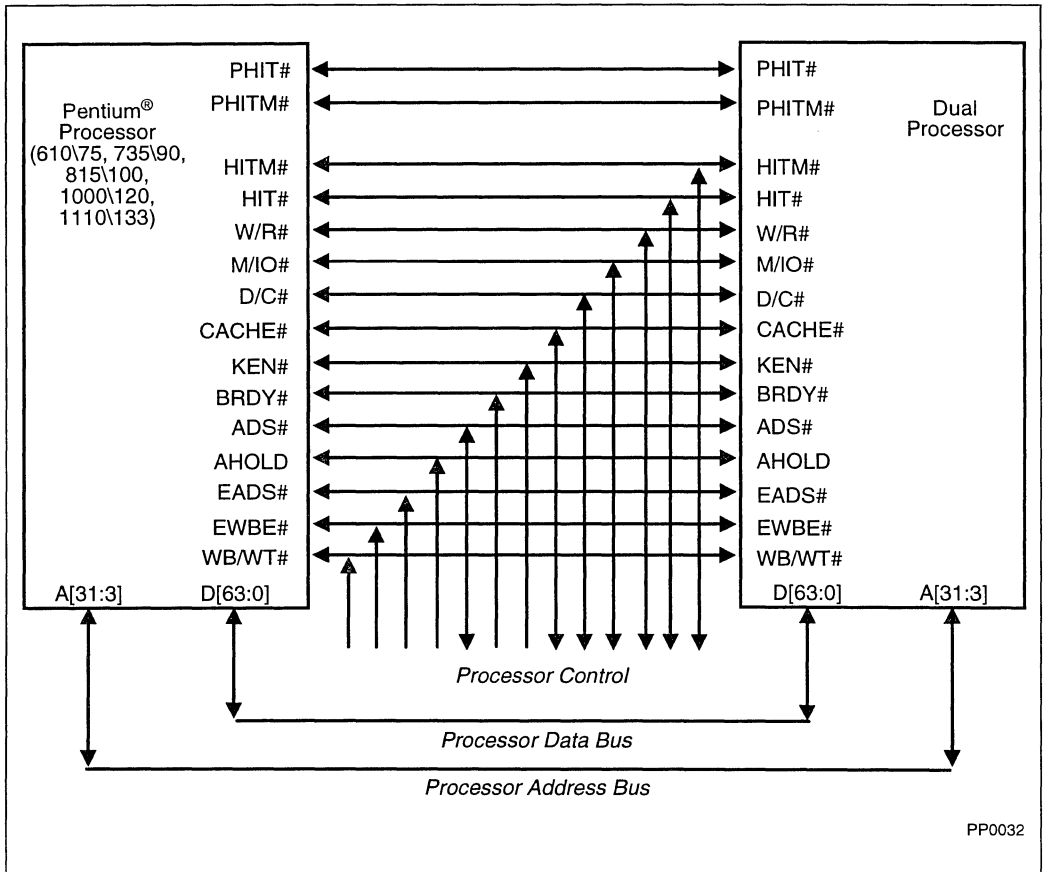 Pentium® Processor
(610\75, 735\90,
815\100,
1000\120,
1110\133)
PHIT#
PHITM#
HITM#
HIT#
W/R#
M/IO#
D/C#
CACHE#
KEN#
BRDY#
ADS#
AHOLD
EADS#
EWBE#
WB/WT#
A[31:3]
D[63:0]
PHIT#
PHITM#
HITM#
HIT#
W/R#
M/IO#
D/C#
CACHE#
KEN#
BRDY#
ADS#
AHOLD
EADS#
EWBE#
WB/WT#
Dual
Processor
D[63:0]
A[31:3]
Processor Control
Processor Data Bus
Processor Address Bus
PP0032